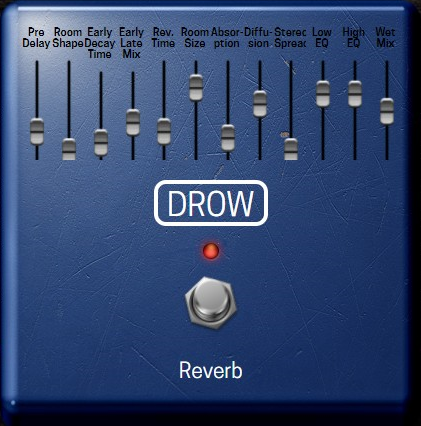 Pre Delay
Room Shape
Early Decay Time
Early Late Mix
Rev. Time
Room Size
Absor-ption
Diffu-sion
Stereo Spread
Low EQ
High EQ
Wet Mix
DROW
Reverb